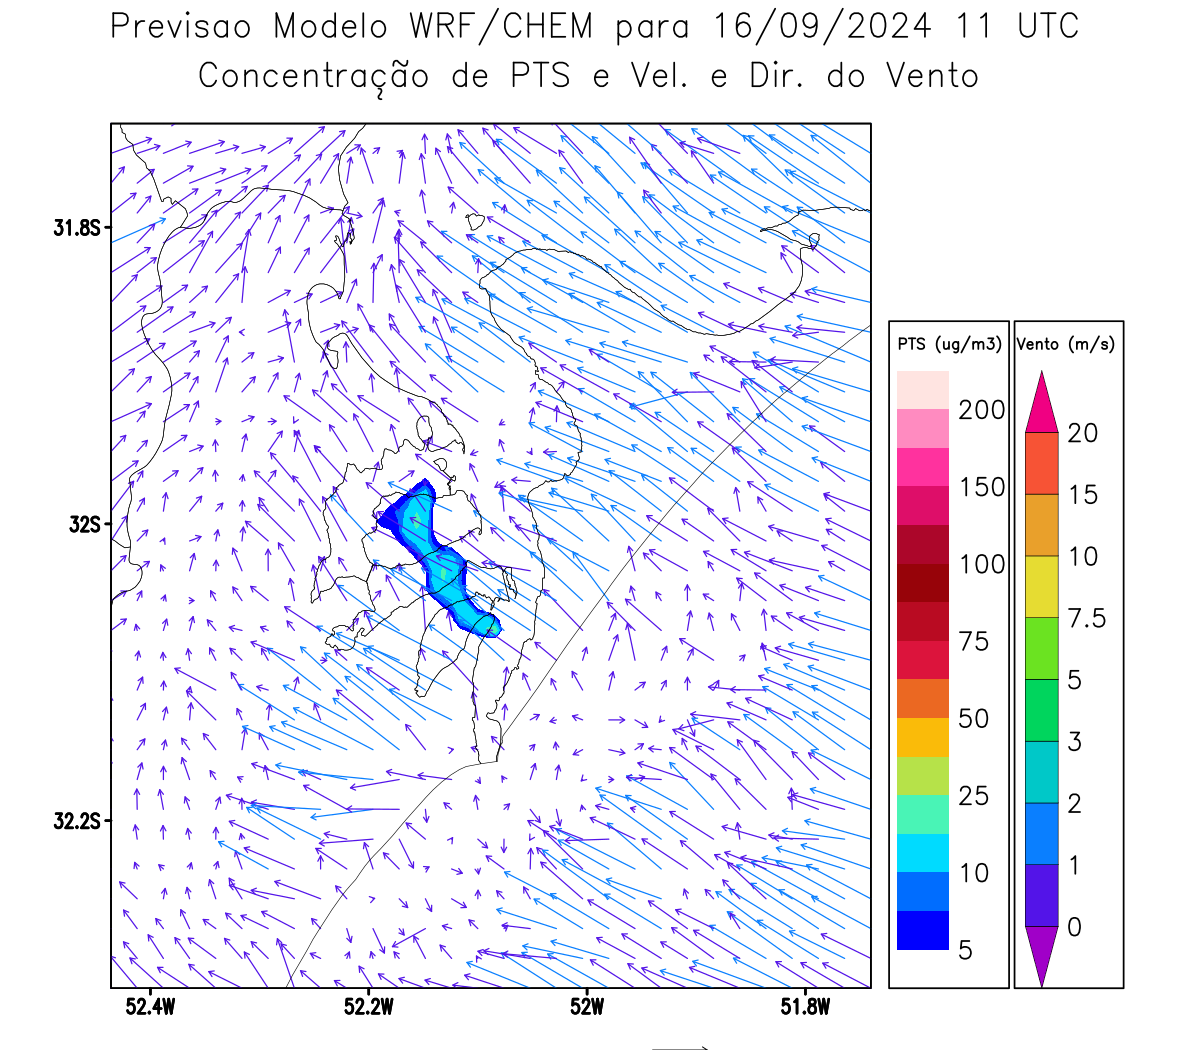 Previsao Modelo WRF/CHEM para 16/09/2024 11 UTC
Concentração de PTS e Vel. e Dir. do Vento
31.8S
32S
32.2S
52.4W
52.2W
52W
51.8W
PTS (ug/m3)
200
150
100
75
50
25
10
5
Vento (m/s)
20
15
10
7.5
5
3
2
1
0